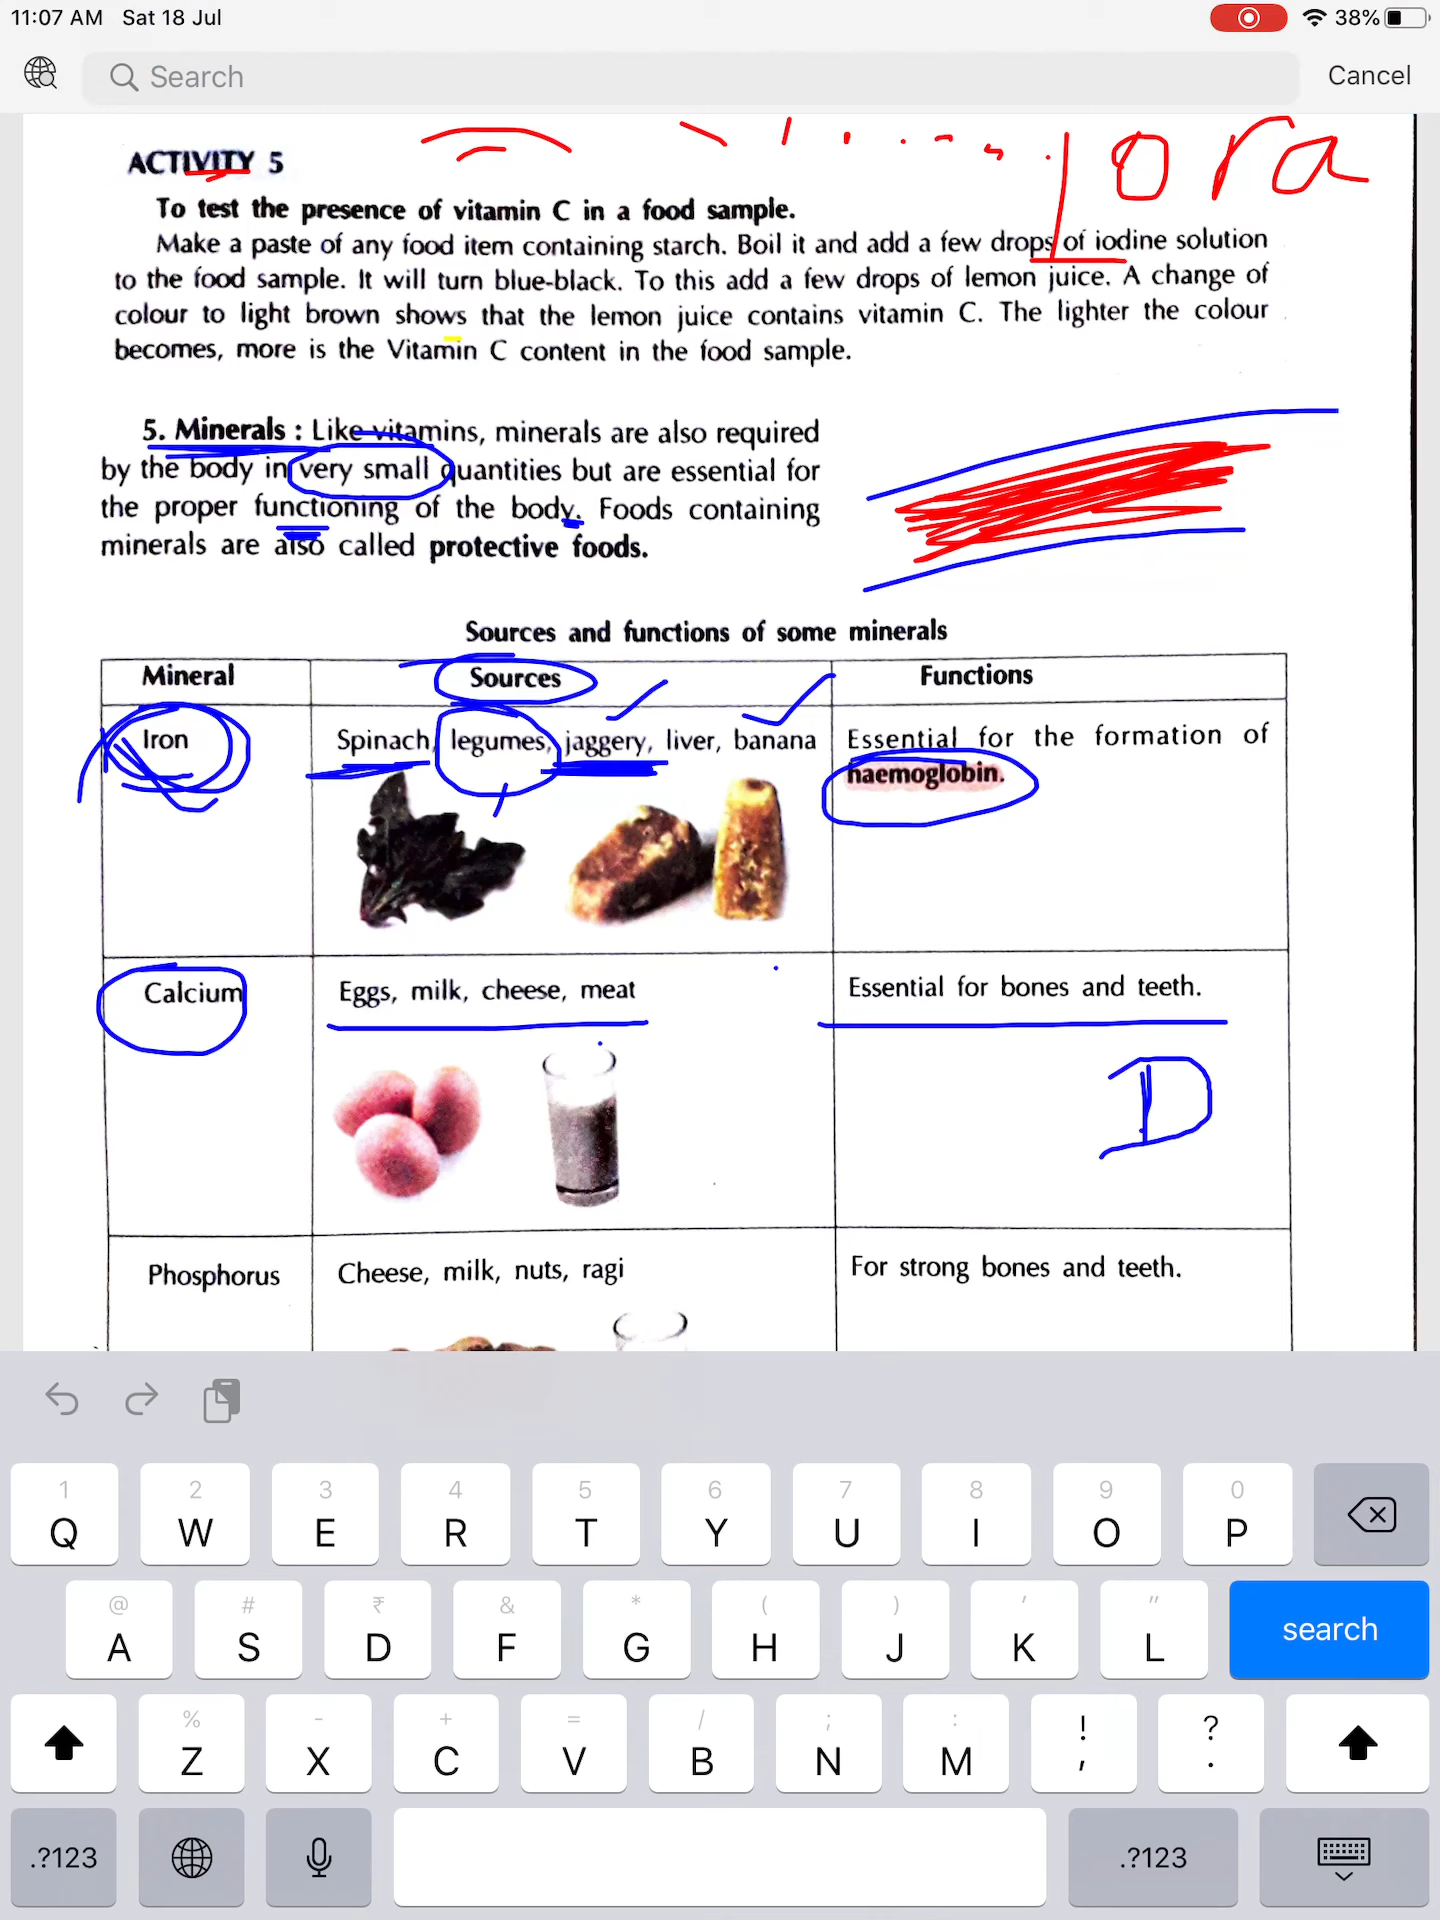 11:07 AM Sat 18 Jul 38%
Search Cancel
ora
ACTIVITY 5
To test the presence of vitamin C in a food sample.
Make a paste of any food item containing starch. Boil it and add a few drops of iodine solution
to the food sample. It will turn blue-black. To this add a few drops of lemon juice. A change of
colour to light brown shows that the lemon juice contains vitamin C. The lighter the colour
becomes, more is the Vitamin C content in the food sample.
5. Minerals : Like vitamins, minerals are also required
by the body in very small quantities but are essential for
the proper functioning of the body. Foods containing
minerals are also called protective foods.
Sources and functions of some minerals
Mineral Sources Functions
Iron Spinach, legumes, jaggery, liver, banana Essential for the formation of
haemoglobin.
Calcium Eggs, milk, cheese, meat Essential for bones and teeth.
D
Phosphorus Cheese, milk, nuts, ragi For strong bones and teeth.
1 2 3 4 5 6 7 8 9 0
Q W E R T Y U I O P
@ # ₹ & * ( ) ' "
A S D F G H J K L search
% - + = / ; : ! ?
Z X C V B N M , .
.?123 .?123